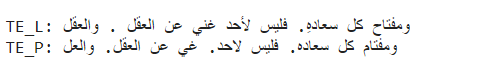 TE_L: ومفتاح كل سعادهِ. فليس لأحد غني عن العقل . والعقل
TE_P: ومفتام كل سعاده. فليس لاحد. غي عن العقل. والعل